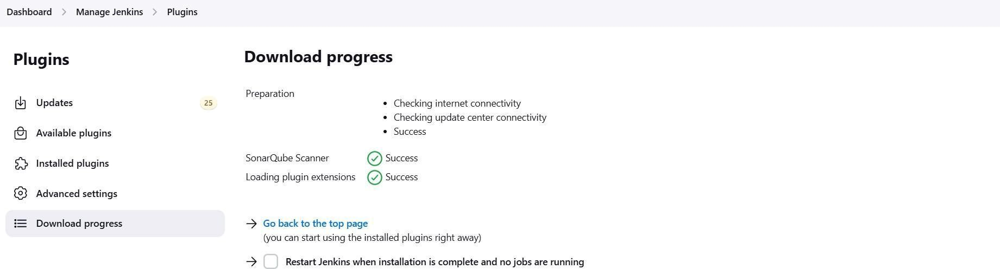 Dashboard > Manage Jenkins > Plugins
Plugins
Updates 25
Available plugins
Installed plugins
Advanced settings
Download progress
Download progress
Preparation
• Checking internet connectivity
• Checking update center connectivity
• Success
SonarQube Scanner Success
Loading plugin extensions Success
→ Go back to the top page
(you can start using the installed plugins right away)
→ Restart Jenkins when installation is complete and no jobs are running